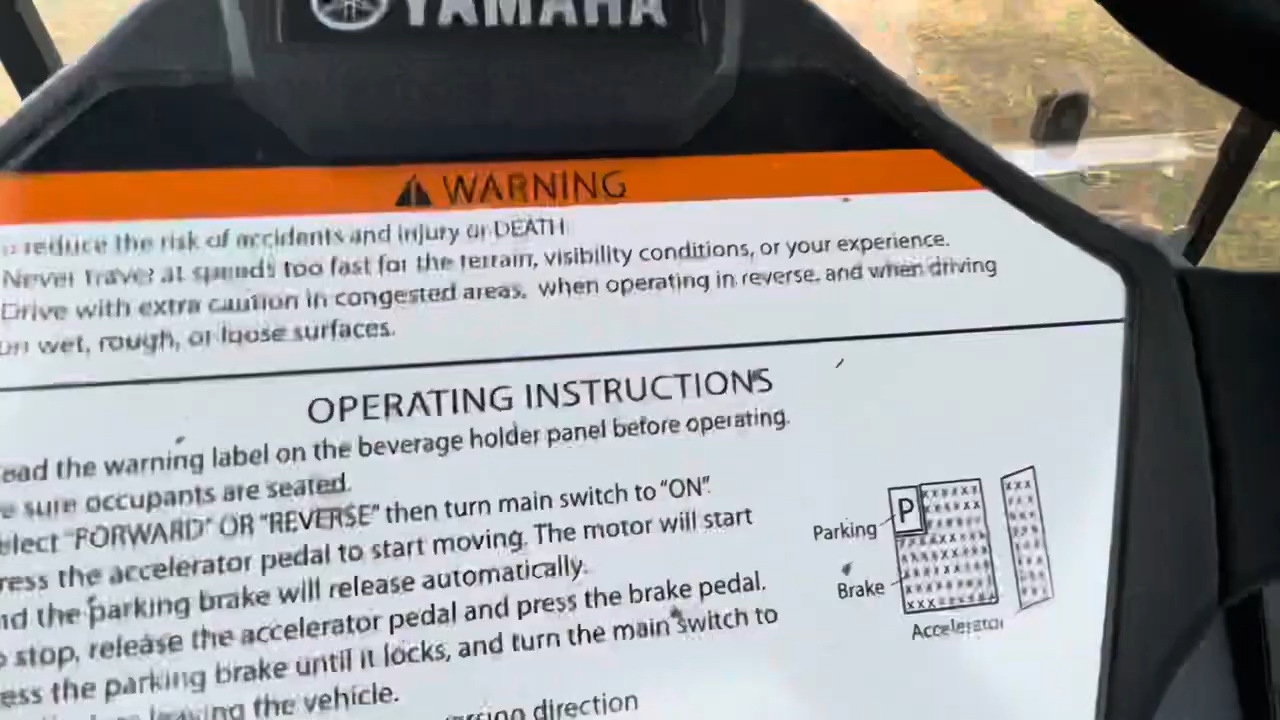 YAMAHA
WARNING
reduce the risk of accidents and injury or DEATH
Never travel at speeds too fast for the terrain, visibility conditions, or your experience.
Drive with extra caution in congested areas, when operating in reverse, and when driving
on wet, rough, or loose surfaces.
OPERATING INSTRUCTIONS
ead the warning label on the beverage holder panel before operating.
e sure occupants are seated.
elect "FORWARD" OR "REVERSE" then turn main switch to "ON".
ress the accelerator pedal to start moving. The motor will start
nd the parking brake will release automatically.
o stop, release the accelerator pedal and press the brake pedal.
ess the parking brake until it locks, and turn the main switch to
leaving the vehicle.
direction
P
Parking
Brake
Accelerator